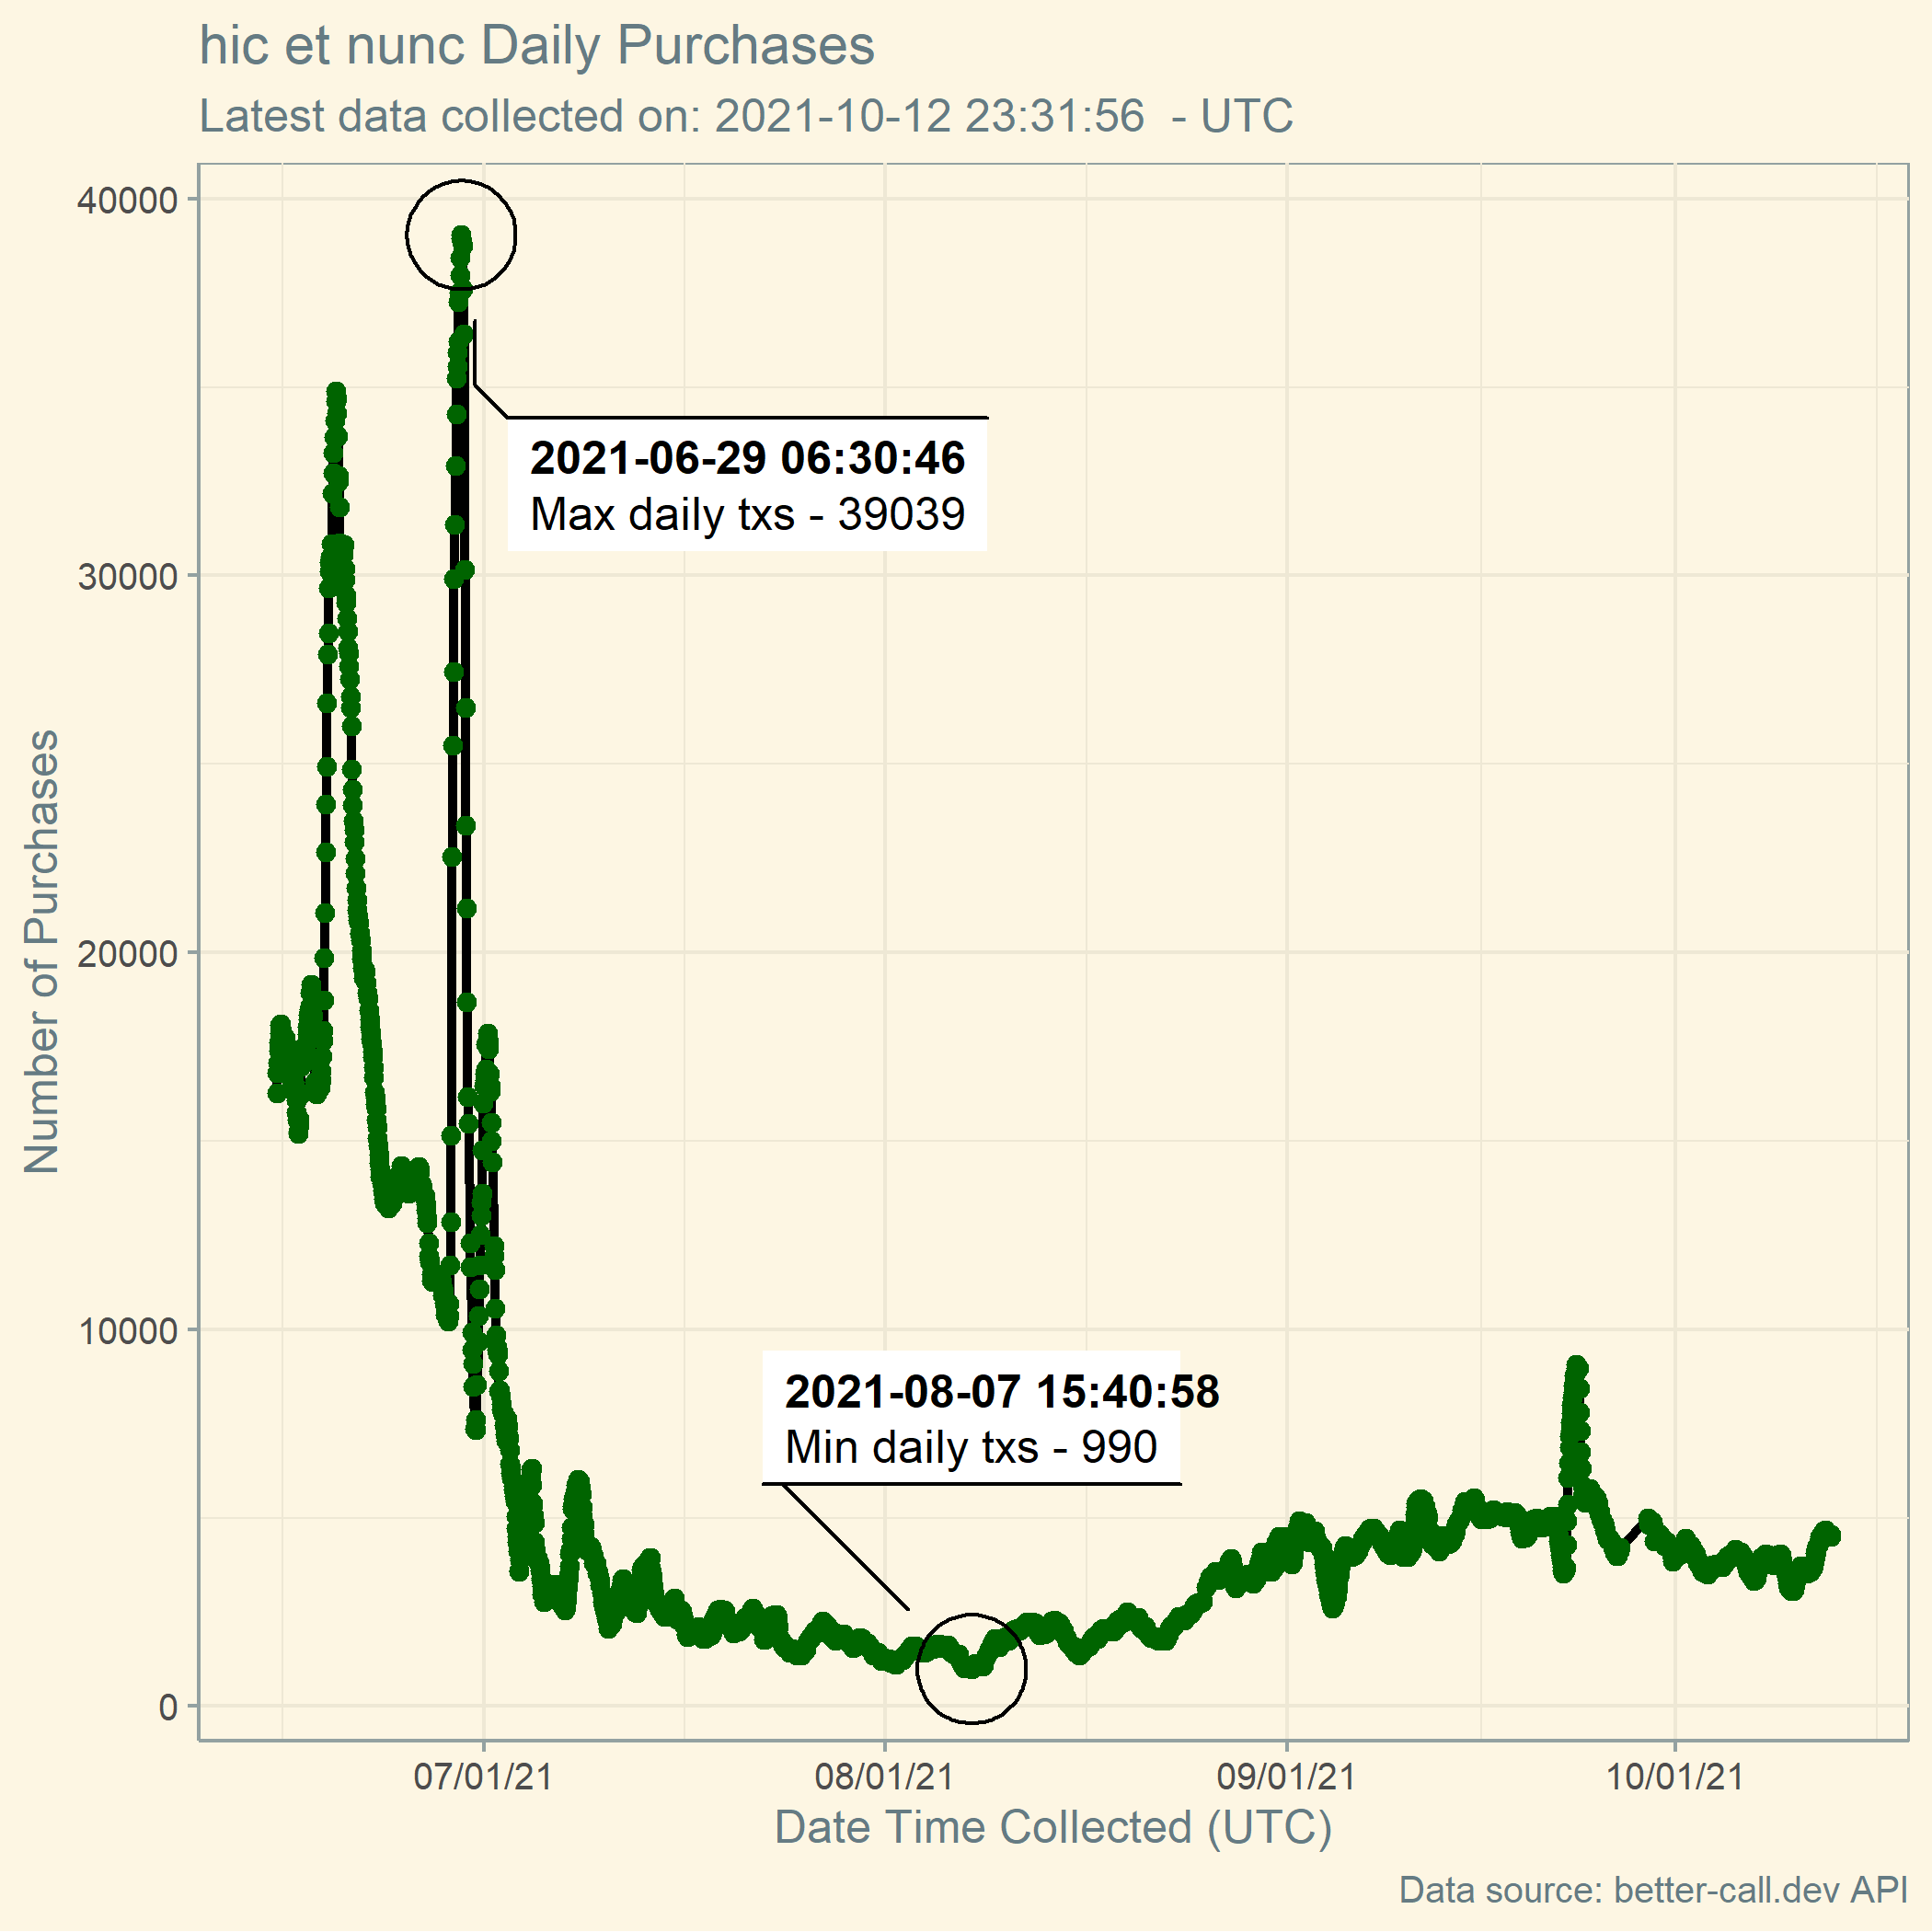 hic et nunc Daily Purchases
Latest data collected on: 2021-10-12 23:31:56 - UTC
Number of Purchases
40000
30000
20000
10000
0
2021-06-29 06:30:46
Max daily txs - 39039
2021-08-07 15:40:58
Min daily txs - 990
07/01/21
08/01/21
09/01/21
10/01/21
Date Time Collected (UTC)
Data source: better-call.dev API